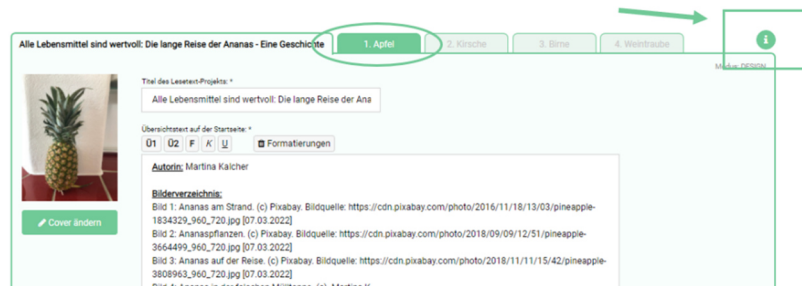 Alle Lebensmittel sind wertvoll: Die lange Reise der Ananas - Eine Geschichte
1. Apfel
2. Kirsche
3. Birne
4. Weintraube
i
Modus: DESIGN
Titel des Lesetext-Projekts: *
Alle Lebensmittel sind wertvoll: Die lange Reise der Ana
Übersichtstext auf der Startseite: *
Ü1 Ü2 F K U Formatierungen
Autorin: Martina Kalcher
Cover ändern
Bilderverzeichnis:
Bild 1: Ananas am Strand. (c) Pixabay. Bildquelle: https://cdn.pixabay.com/photo/2016/11/18/13/03/pineapple-
1834329_960_720.jpg [07.03.2022]
Bild 2: Ananaspflanzen. (c) Pixabay. Bildquelle: https://cdn.pixabay.com/photo/2018/09/09/12/51/pineapple-
3664499_960_720.jpg [07.03.2022]
Bild 3: Ananas auf der Reise. (c) Pixabay. Bildquelle: https://cdn.pixabay.com/photo/2018/11/11/15/42/pineapple-
3808963_960_720.jpg [07.03.2022]